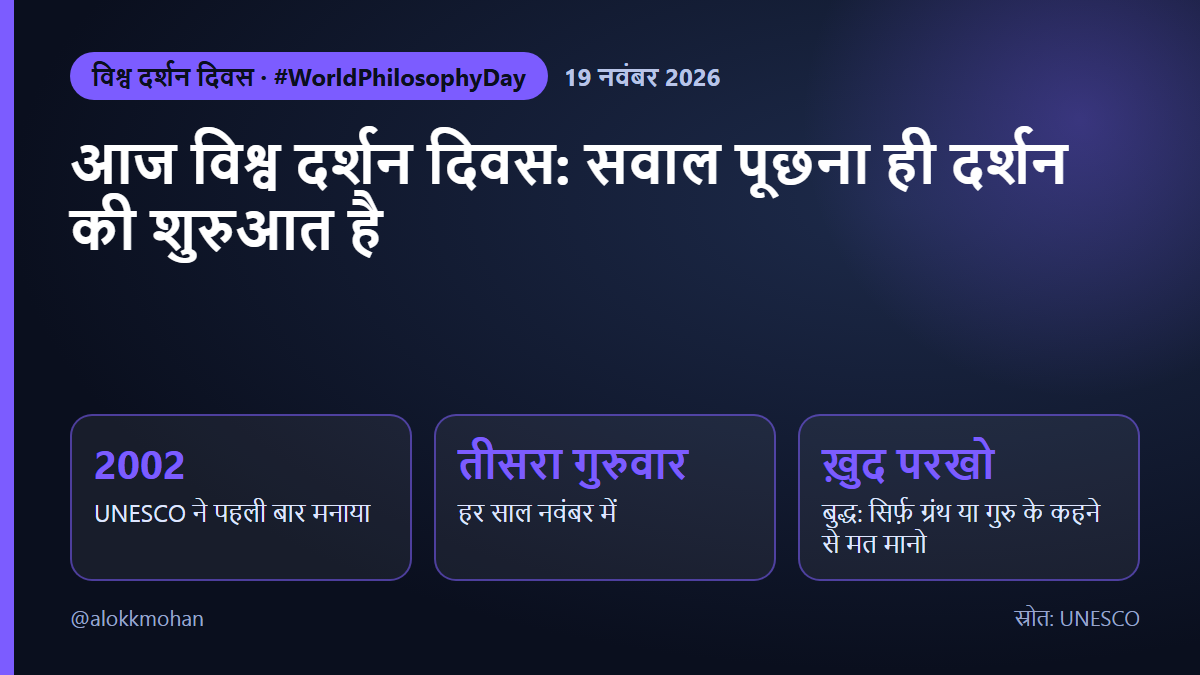 विश्व दर्शन दिवस · #WorldPhilosophyDay 19 नवंबर 2026
आज विश्व दर्शन दिवस: सवाल पूछना ही दर्शन
की शुरुआत है
2002
UNESCO ने पहली बार मनाया
तीसरा गुरुवार
हर साल नवंबर में
ख़ुद परखो
बुद्ध: सिर्फ़ ग्रंथ या गुरु के कहने
से मत मानो
@alokkmohan
स्रोत: UNESCO